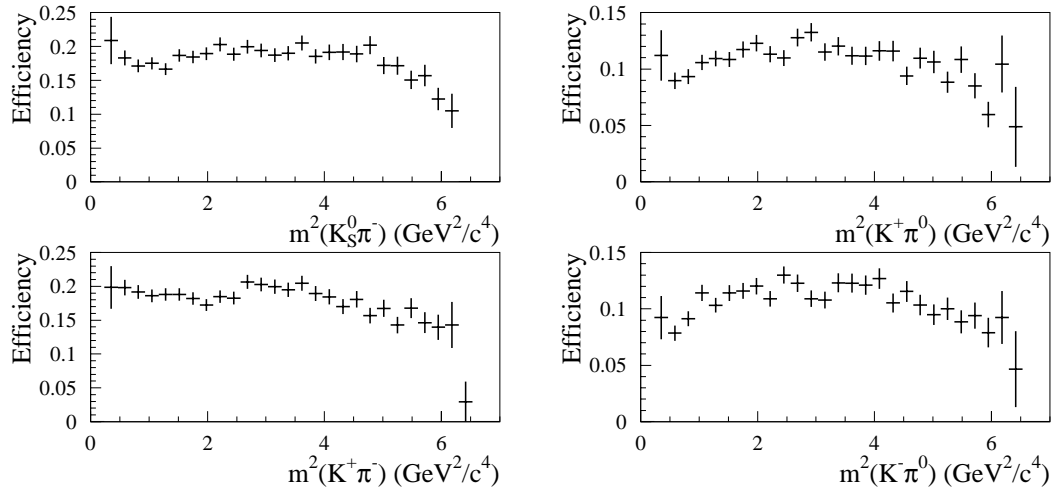 Efficiency
0.25
0.2
0.15
0.1
0.05
0
0 2 4 6
m²(K⁰Sπ⁻) (GeV²/c⁴)
Efficiency
0.15
0.1
0.05
0
0 2 4 6
m²(K⁺π⁰) (GeV²/c⁴)
Efficiency
0.25
0.2
0.15
0.1
0.05
0
0 2 4 6
m²(K⁺π⁻) (GeV²/c⁴)
Efficiency
0.15
0.1
0.05
0
0 2 4 6
m²(K⁻π⁰) (GeV²/c⁴)